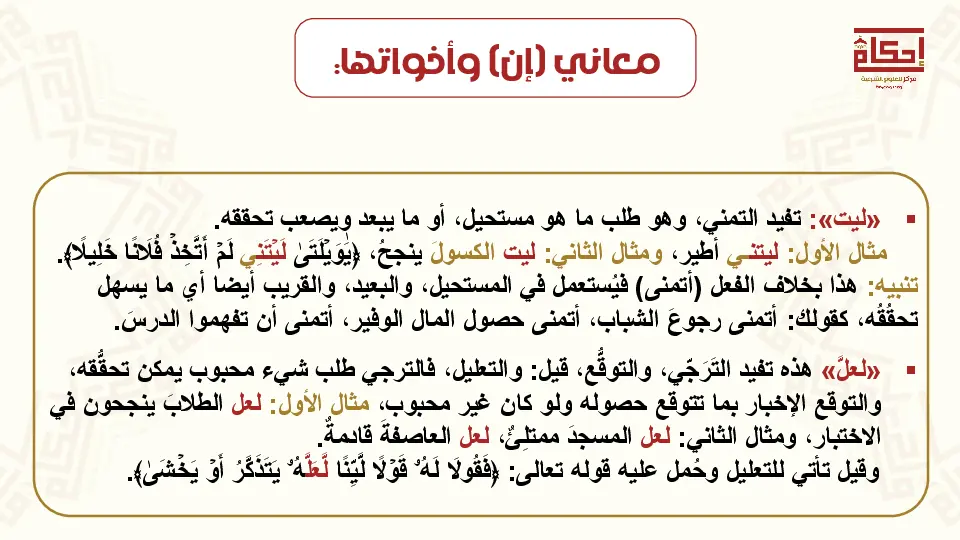 معاني (إن) وأخواتها:
إحكام
مركز للعلوم الشرعية
«ليت»: تفيد التمني، وهو طلب ما هو مستحيل، أو ما يبعد ويصعب تحققه.
مثال الأول: ليتني أطير، ومثال الثاني: ليت الكسولَ ينجحُ، ﴿يَٰوَيۡلَتَىٰ لَيۡتَنِي لَمۡ أَتَّخِذۡ فُلَانًا خَلِيلًا﴾.
تنبيه: هذا بخلاف الفعل (أتمنى) فيُستعمل في المستحيل، والبعيد، والقريب أيضا أي ما يسهل
تحقُّقُه، كقولك: أتمنى رجوعَ الشباب، أتمنى حصول المال الوفير، أتمنى أن تفهموا الدرسَ.
«لعلَّ» هذه تفيد التَرَجّي، والتوقُّع، قيل: والتعليل، فالترجي طلب شيء محبوب يمكن تحقُّقه،
والتوقع الإخبار بما تتوقع حصوله ولو كان غير محبوب، مثال الأول: لعل الطلابَ ينجحون في
الاختبار، ومثال الثاني: لعل المسجدَ ممتلِئٌ، لعل العاصفةَ قادمةٌ.
وقيل تأتي للتعليل وحُمل عليه قوله تعالى: ﴿فَقُولَا لَهُۥ قَوۡلًا لَّيِّنًا لَّعَلَّهُۥ يَتَذَكَّرُ أَوۡ يَخۡشَىٰ﴾.